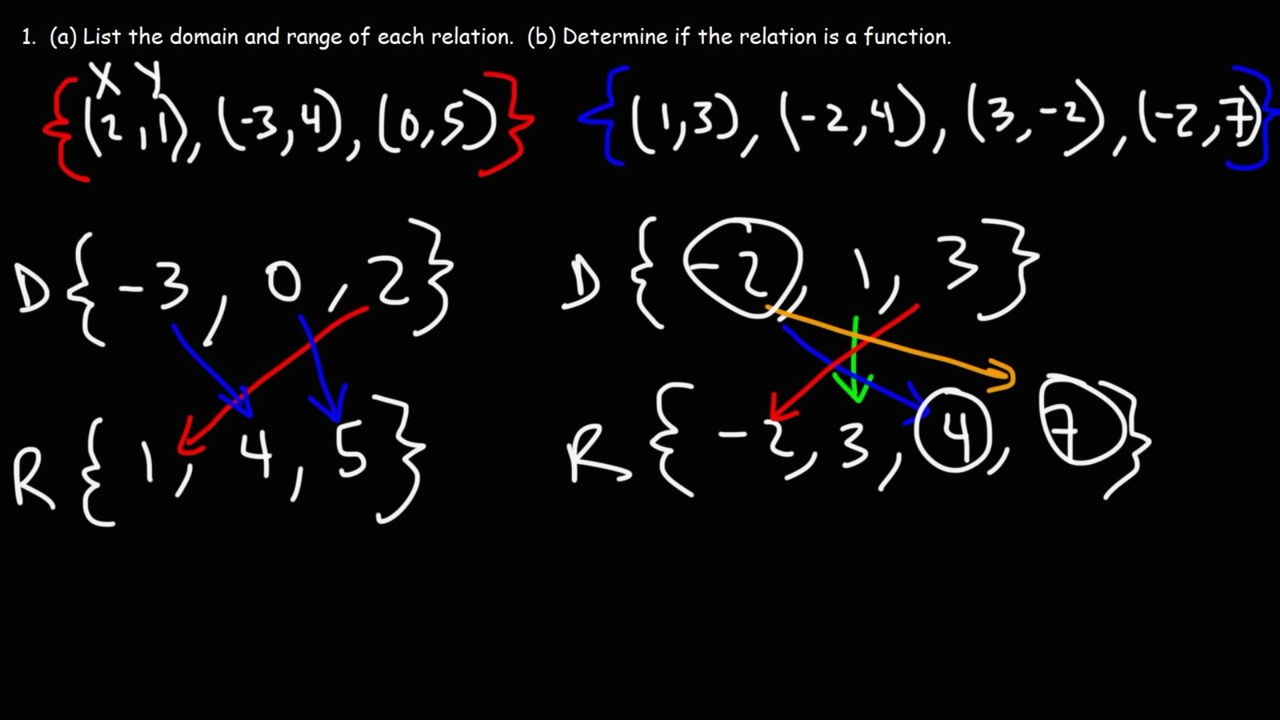 1. (a) List the domain and range of each relation. (b) Determine if the relation is a function.
X Y
{(2,1), (-3,4), (0,5)} {(1,3), (-2,4), (3,-2), (-2,7)}
D{-3, 0, 2} D{-2, 1, 3}
R{1, 4, 5} R{-2, 3, 4, 7}